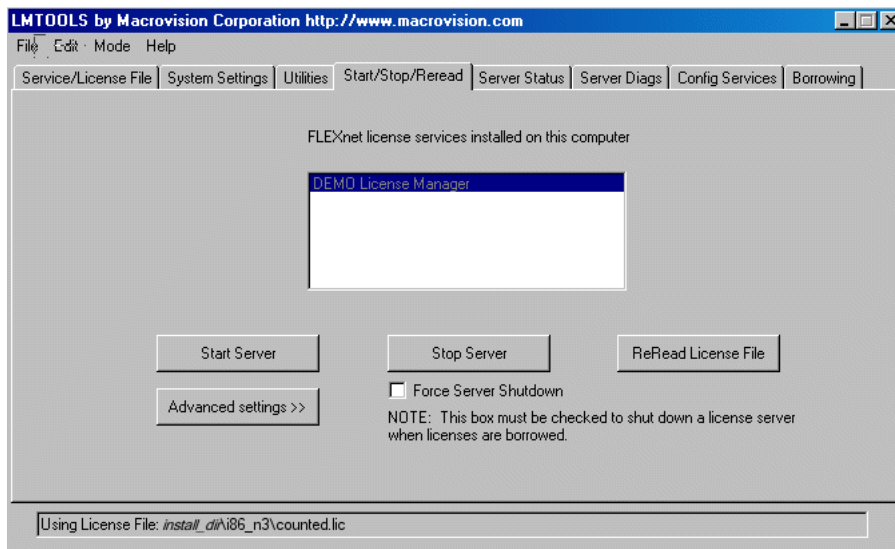 LMTOOLS by Macrovision Corporation http://www.macrovision.com
File Edit Mode Help
Service/License File System Settings Utilities Start/Stop/Reread Server Status Server Diags Config Services Borrowing
FLEXnet license services installed on this computer
DEMO License Manager
Start Server Stop Server ReRead License File
Force Server Shutdown
Advanced settings >>
NOTE: This box must be checked to shut down a license server
when licenses are borrowed.
Using License File: install_dir\i86_n3\counted.lic